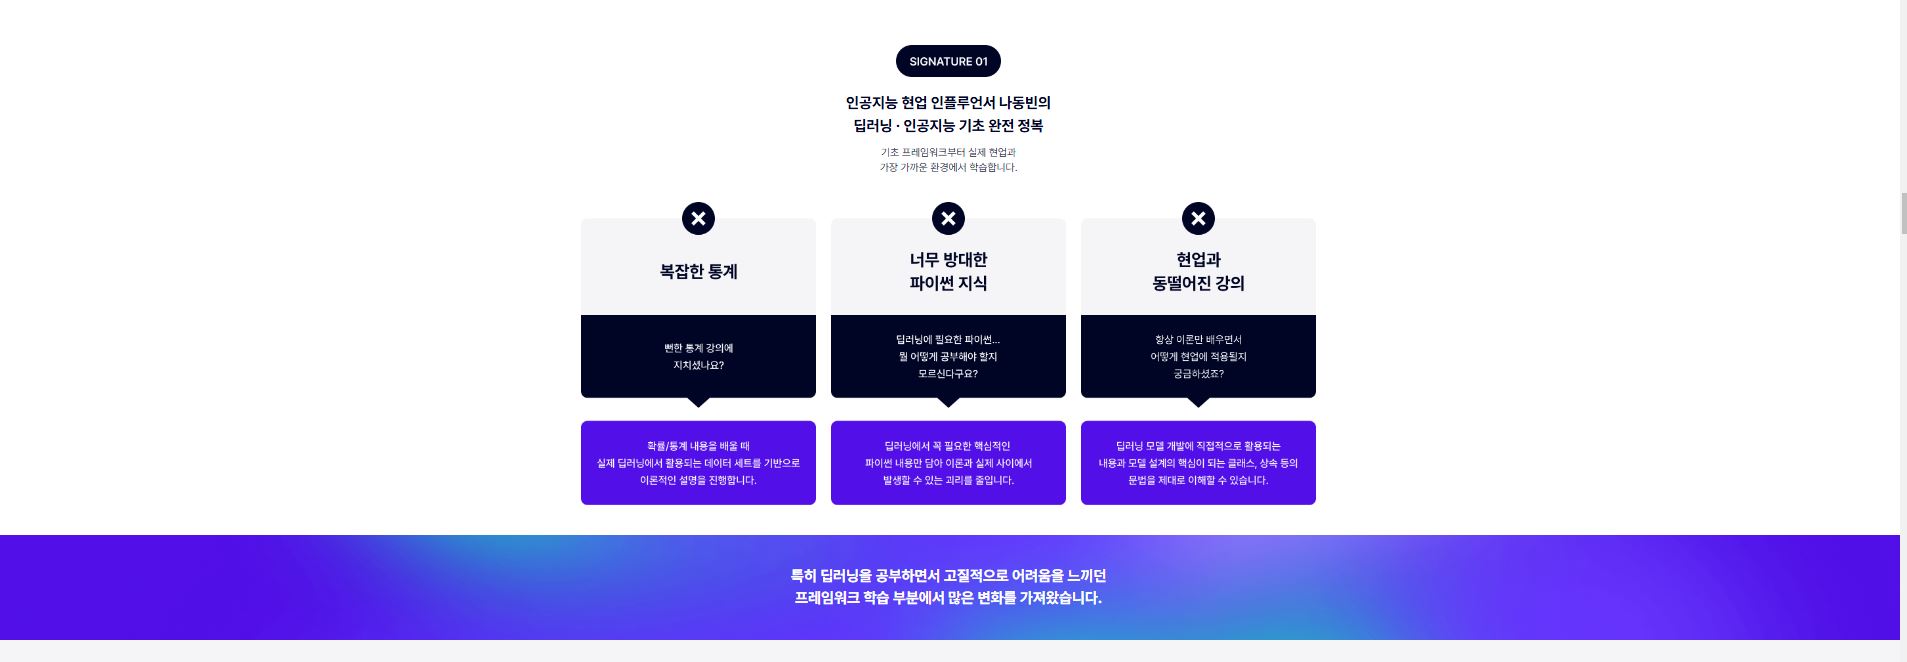 SIGNATURE 01
인공지능 현업 인플루언서 나동빈의
딥러닝 · 인공지능 기초 완전 정복
기초 프레임워크부터 실제 현업과
가장 가까운 환경에서 학습합니다.
복잡한 통계
뻔한 통계 강의에
지치셨나요?
확률/통계 내용을 배울 때
실제 딥러닝에서 활용되는 데이터 세트를 기반으로
이론적인 설명을 진행합니다.
너무 방대한
파이썬 지식
딥러닝에 필요한 파이썬...
뭘 어떻게 공부해야 할지
모르신다구요?
딥러닝에서 꼭 필요한 핵심적인
파이썬 내용만 담아 이론과 실제 사이에서
발생할 수 있는 괴리를 줄입니다.
현업과
동떨어진 강의
항상 이론만 배우면서
어떻게 현업에 적용될지
궁금하셨죠?
딥러닝 모델 개발에 직접적으로 활용되는
내용과 모델 설계의 핵심이 되는 클래스, 상속 등의
문법을 제대로 이해할 수 있습니다.
특히 딥러닝을 공부하면서 고질적으로 어려움을 느끼던
프레임워크 학습 부분에서 많은 변화를 가져왔습니다.